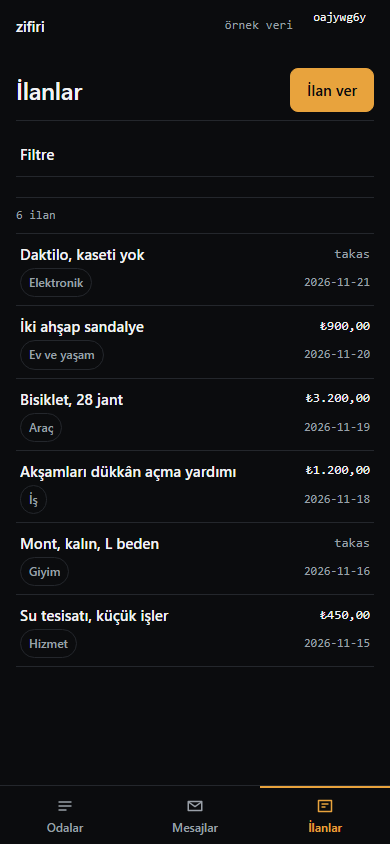 zifiri
örnek veri
oajywg6y
İlanlar
İlan ver
Filtre
6 ilan
Daktilo, kaseti yok
takas
Elektronik
2026-11-21
İki ahşap sandalye
₺900,00
Ev ve yaşam
2026-11-20
Bisiklet, 28 jant
₺3.200,00
Araç
2026-11-19
Akşamları dükkân açma yardımı
₺1.200,00
İş
2026-11-18
Mont, kalın, L beden
takas
Giyim
2026-11-16
Su tesisatı, küçük işler
₺450,00
Hizmet
2026-11-15
Odalar
Mesajlar
İlanlar